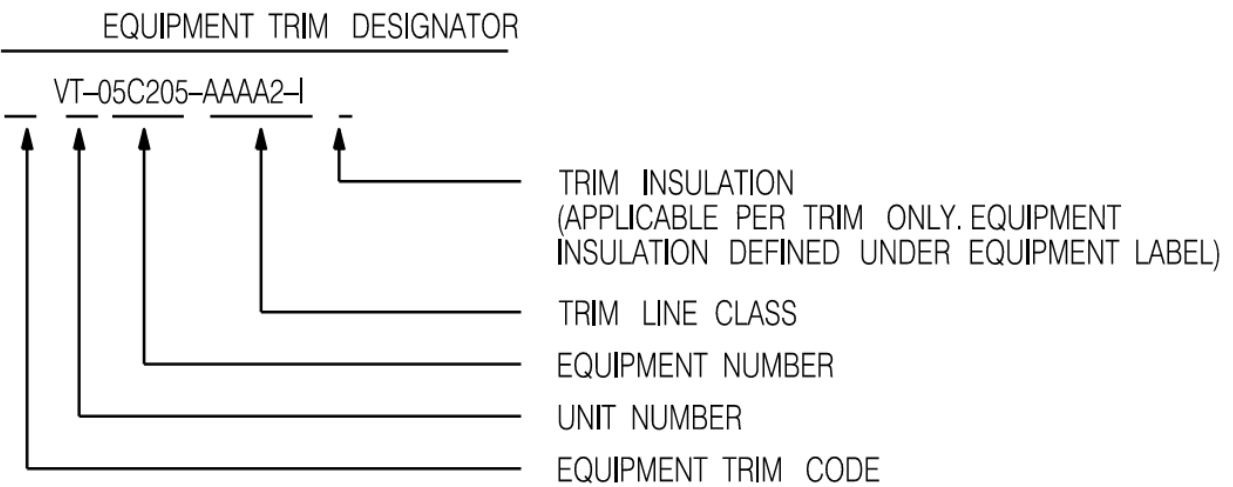 EQUIPMENT TRIM DESIGNATOR
VT-05C205-AAAA2-I
TRIM INSULATION
(APPLICABLE PER TRIM ONLY. EQUIPMENT
INSULATION DEFINED UNDER EQUIPMENT LABEL)
TRIM LINE CLASS
EQUIPMENT NUMBER
UNIT NUMBER
EQUIPMENT TRIM CODE